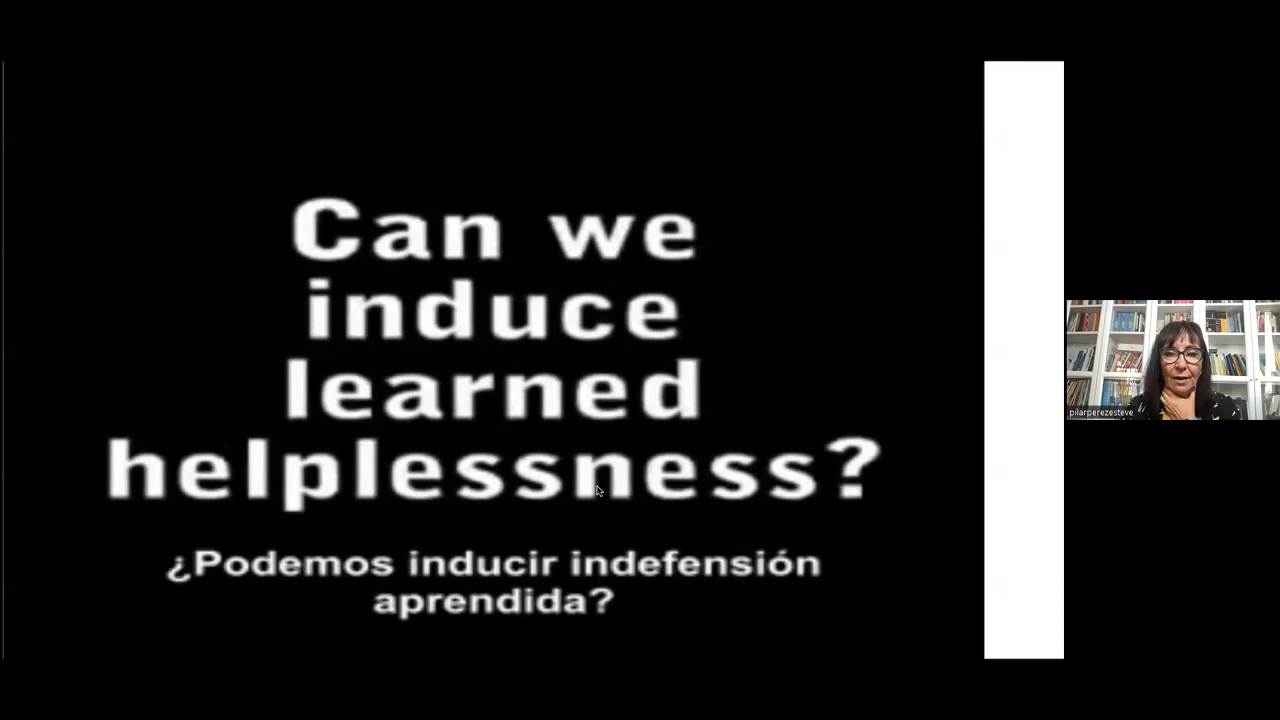 Can we
induce
learned
helplessness?
¿Podemos inducir indefensión
aprendida?
pilarperezesteve